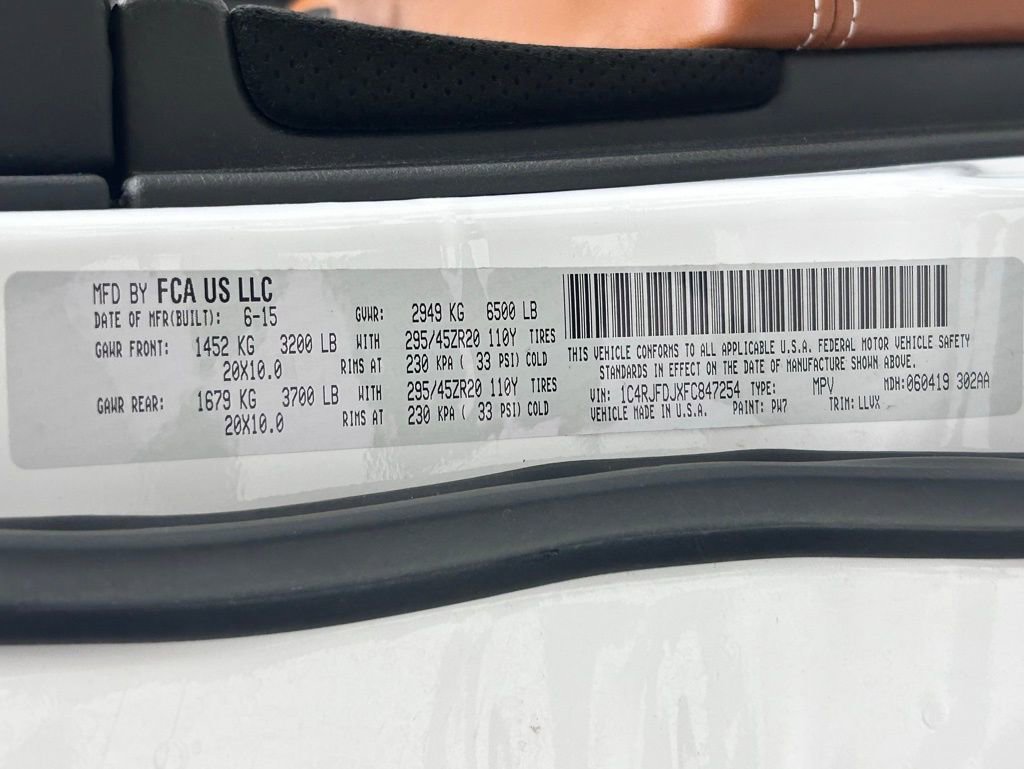 MFD BY FCA US LLC
DATE OF MFR(BUILT): 6-15 GVWR: 2949 KG 6500 LB
GAWR FRONT: 1452 KG 3200 LB WITH 295/45ZR20 110Y TIRES
20X10.0 RIMS AT 230 KPA ( 33 PSI) COLD
GAWR REAR: 1679 KG 3700 LB WITH 295/45ZR20 110Y TIRES
20X10.0 RIMS AT 230 KPA ( 33 PSI) COLD
THIS VEHICLE CONFORMS TO ALL APPLICABLE U.S.A. FEDERAL MOTOR VEHICLE SAFETY
STANDARDS IN EFFECT ON THE DATE OF MANUFACTURE SHOWN ABOVE.
VIN: 1C4RJFDJXFC847254 TYPE: MPV MDH: 060419 302AA
VEHICLE MADE IN U.S.A. PAINT: PW7 TRIM: LLVX